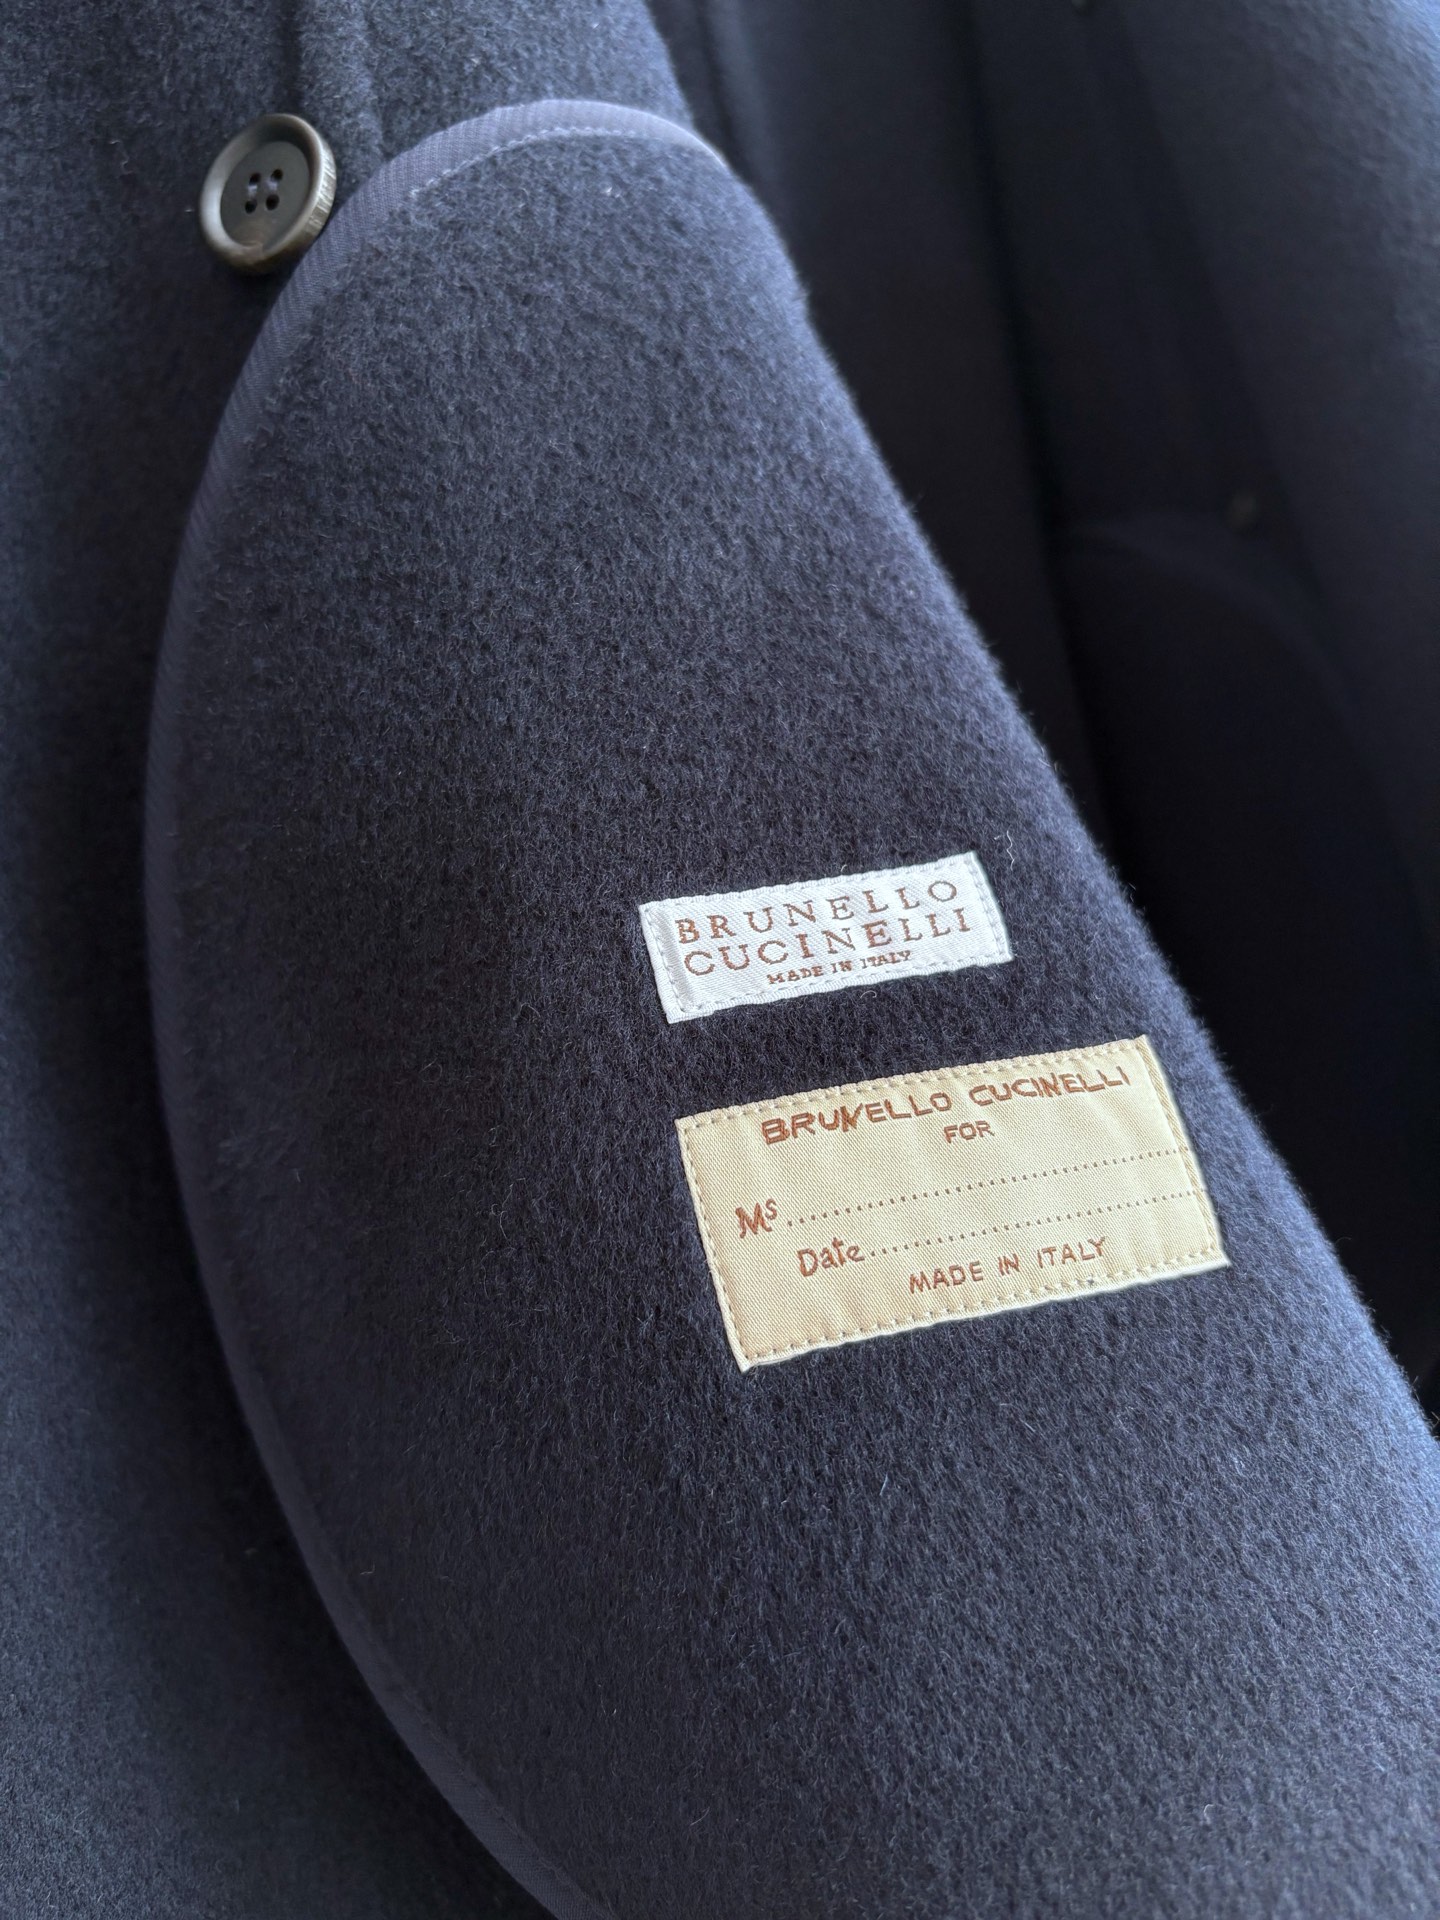 BRUNELLO
CUCINELLI
MADE IN ITALY
BRUNELLO CUCINELLI
FOR
Ms
Date
MADE IN ITALY